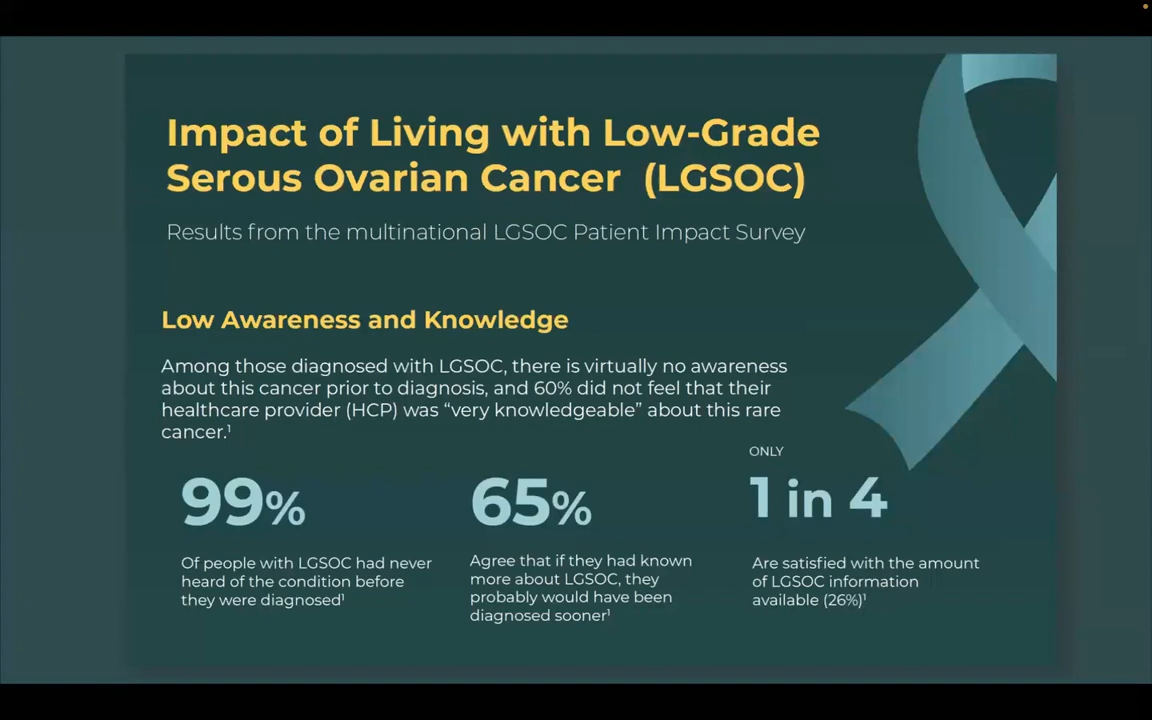 Impact of Living with Low-Grade
Serous Ovarian Cancer (LGSOC)
Results from the multinational LGSOC Patient Impact Survey
Low Awareness and Knowledge
Among those diagnosed with LGSOC, there is virtually no awareness
about this cancer prior to diagnosis, and 60% did not feel that their
healthcare provider (HCP) was “very knowledgeable” about this rare
cancer.¹
99%
Of people with LGSOC had never
heard of the condition before
they were diagnosed¹
65%
Agree that if they had known
more about LGSOC, they
probably would have been
diagnosed sooner¹
ONLY
1 in 4
Are satisfied with the amount
of LGSOC information
available (26%)¹